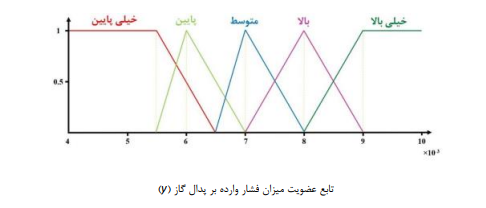 خیلی پایین پایین متوسط بالا خیلی بالا
1
0.5
4 5 6 7 8 9 10
×10⁻³
تابع عضویت میزان فشار وارده بر پدال گاز (y)